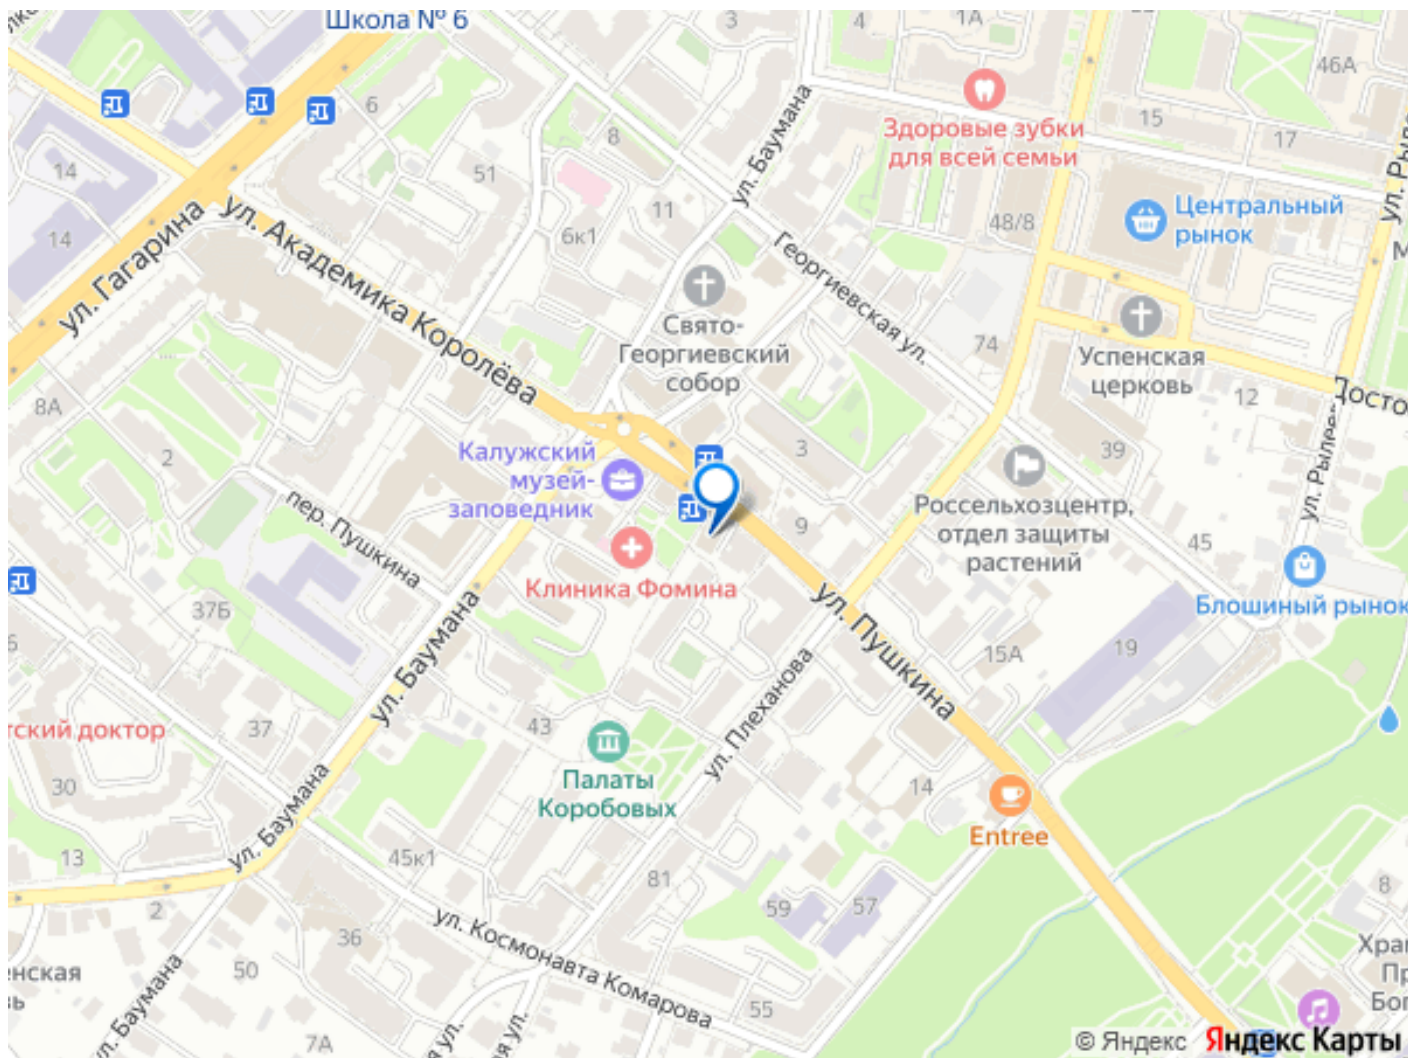 Школа № 6
3
4
1А
46А
6
8
15
17
Здоровые зубки
для всей семьи
14
51
ул. Баумана
11
48/8
Центральный
рынок
ул. Гагарина
14
ул. Академика Королёва
6к1
Георгиевская ул.
Свято-
Георгиевский
собор
74
Успенская
церковь
8А
12
2
Калужский
музей-
заповедник
3
39
ул. Рылеев
пер. Пушкина
9
Россельхозцентр,
отдел защиты
растений
45
Клиника Фомина
Блошиный рынок
37Б
ул. Баумана
ул. Пушкина
15А
19
ул. Плеханова
37
43
30
Палаты
Коробовых
14
Entree
ул. Баумана
13
45к1
81
59
57
8
2
36
ул. Космонавта Комарова
50
ул. Баумана
55
7А
© Яндекс
Яндекс Карты